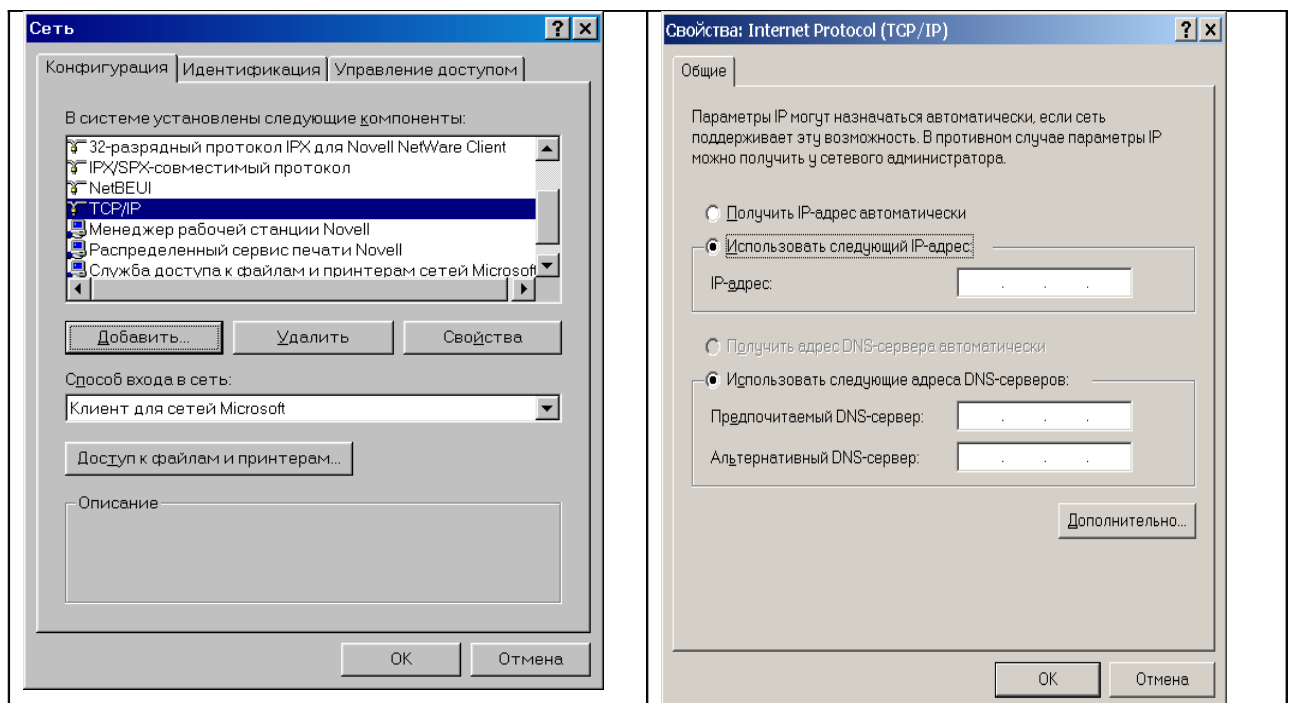 Сеть
Конфигурация Идентификация Управление доступом
В системе установлены следующие компоненты:
32-разрядный протокол IPX для Novell NetWare Client
IPX/SPX-совместимый протокол
NetBEUI
TCP/IP
Менеджер рабочей станции Novell
Распределенный сервис печати Novell
Служба доступа к файлам и принтерам сетей Microsoft
Добавить... Удалить Свойства
Способ входа в сеть:
Клиент для сетей Microsoft
Доступ к файлам и принтерам...
Описание
OK Отмена
Свойства: Internet Protocol (TCP/IP)
Общие
Параметры IP могут назначаться автоматически, если сеть
поддерживает эту возможность. В противном случае параметры IP
можно получить у сетевого администратора.
Получить IP-адрес автоматически
Использовать следующий IP-адрес:
IP-адрес:
Получить адрес DNS-сервера автоматически
Использовать следующие адреса DNS-серверов:
Предпочитаемый DNS-сервер:
Альтернативный DNS-сервер:
Дополнительно...
OK Отмена